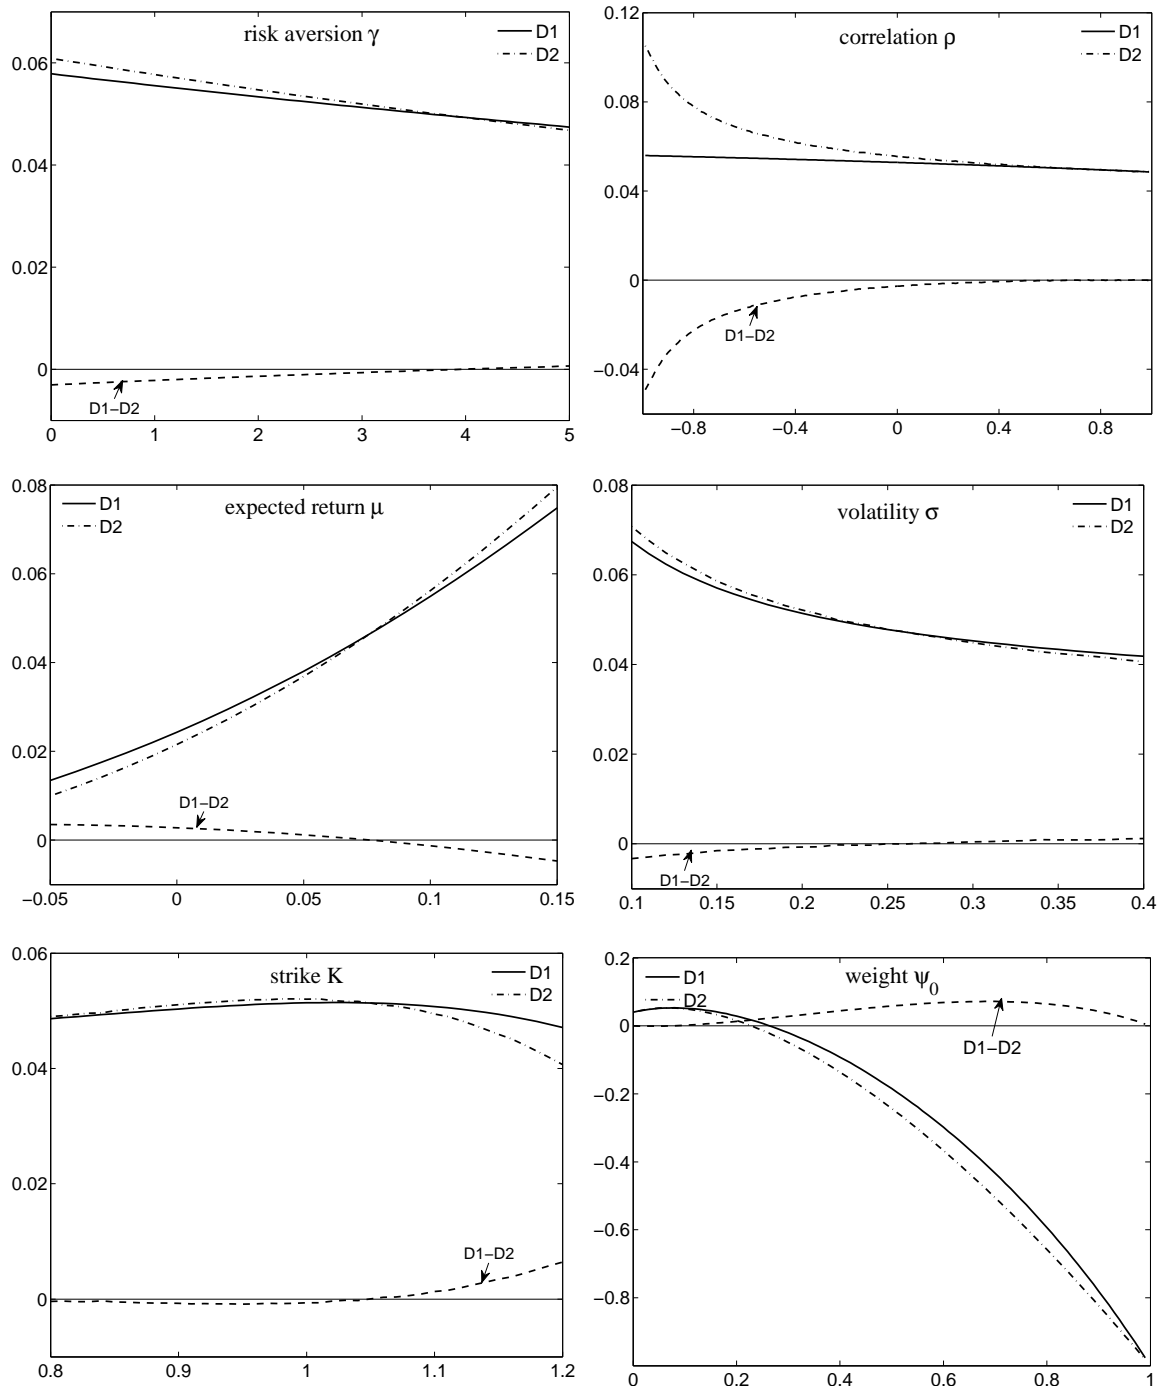 risk aversion γ
D1
D2
0.06
0.04
0.02
0
D1−D2
0 1 2 3 4 5
0.12
correlation ρ
D1
D2
0.08
0.04
0
D1−D2
−0.04
−0.8 −0.4 0 0.4 0.8
0.08
D1
D2
expected return μ
0.06
0.04
0.02
D1−D2
0
-0.05 0 0.05 0.1 0.15
0.08
volatility σ
D1
D2
0.06
0.04
0.02
0
D1−D2
0.1 0.15 0.2 0.25 0.3 0.35 0.4
0.06
strike K
D1
D2
0.04
0.02
D1−D2
0
0.8 0.9 1 1.1 1.2
0.2
D1
D2
weight ψ0
0
D1−D2
−0.2
−0.4
−0.6
−0.8
0 0.2 0.4 0.6 0.8 1